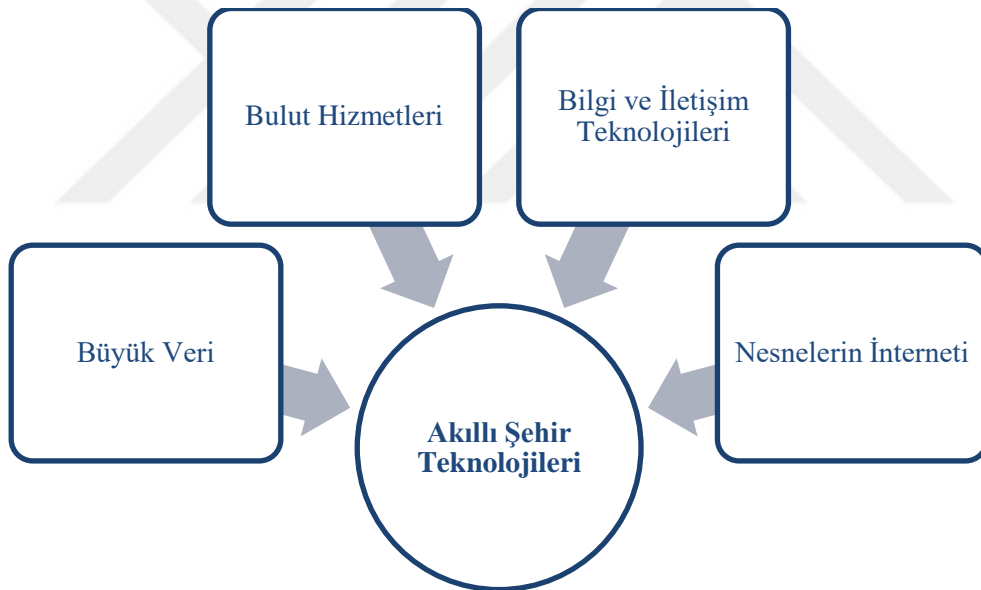 Bulut Hizmetleri
Bilgi ve İletişim
Teknolojileri
Büyük Veri
Nesnelerin İnterneti
Akıllı Şehir
Teknolojileri